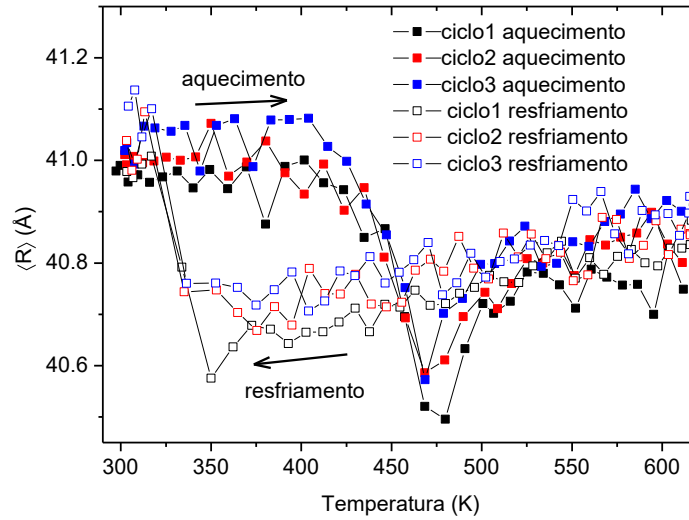 41.2
41.0
40.8
40.6
⟨R⟩ (Å)
aquecimento
resfriamento
ciclo1 aquecimento
ciclo2 aquecimento
ciclo3 aquecimento
ciclo1 resfriamento
ciclo2 resfriamento
ciclo3 resfriamento
300 350 400 450 500 550 600
Temperatura (K)